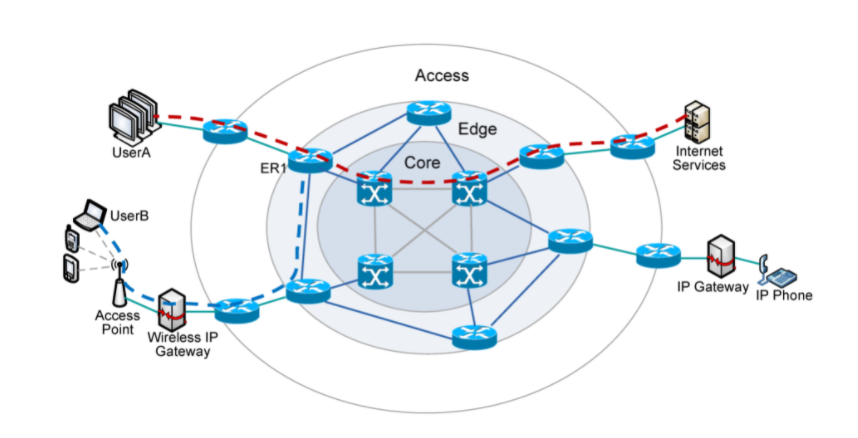 Access
Edge
Core
UserA
ER1
Internet
Services
UserB
Access
Point
Wireless IP
Gateway
IP Gateway
IP Phone